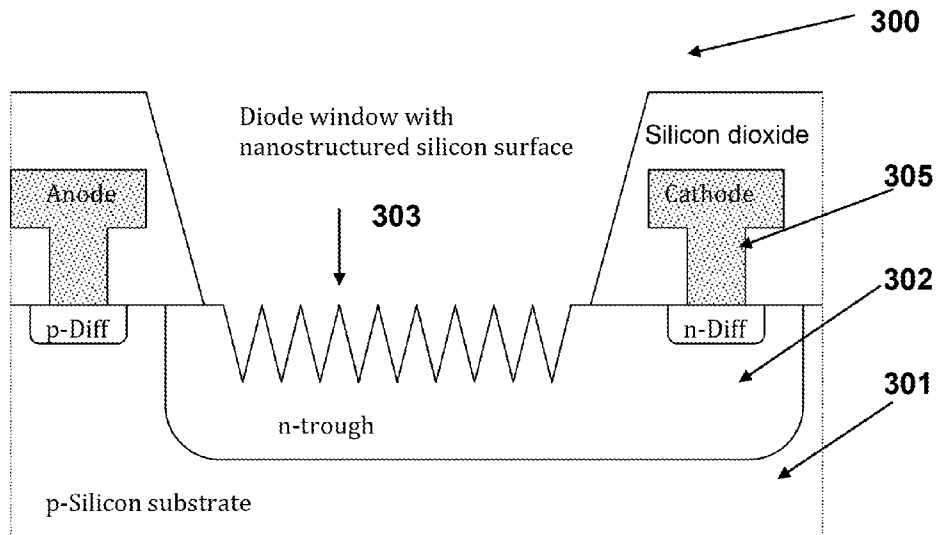 300
Diode window with
nanostructured silicon surface
Silicon dioxide
Anode
Cathode
305
303
302
p-Diff
n-Diff
301
n-trough
p-Silicon substrate